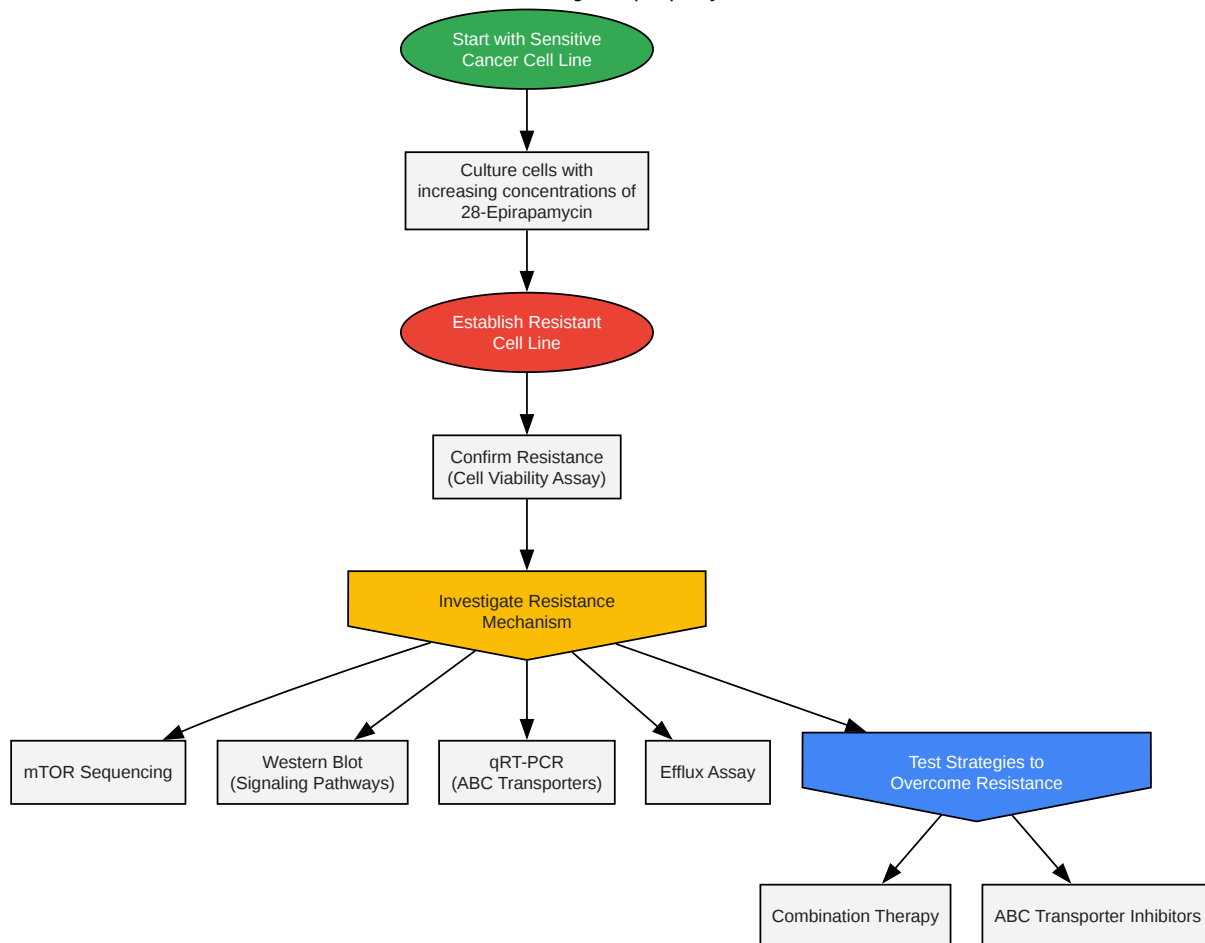 Start with Sensitive
Cancer Cell Line
Culture cells with
increasing concentrations of
28-Epirapamycin
Establish Resistant
Cell Line
Confirm Resistance
(Cell Viability Assay)
Investigate Resistance
Mechanism
mTOR Sequencing
Western Blot
(Signaling Pathways)
qRT-PCR
(ABC Transporters)
Efflux Assay
Test Strategies to
Overcome Resistance
Combination Therapy
ABC Transporter Inhibitors